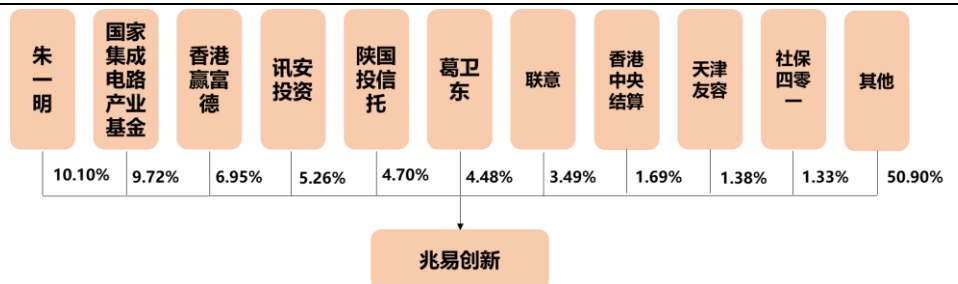 朱
一
明
国家
集成
电路
产业
基金
香港
赢富
德
讯安
投资
陕国
投信
托
葛卫
东
联意
香港
中央
结算
天津
友容
社保
四零
一
其他
10.10%
9.72%
6.95%
5.26%
4.70%
4.48%
3.49%
1.69%
1.38%
1.33%
50.90%
兆易创新